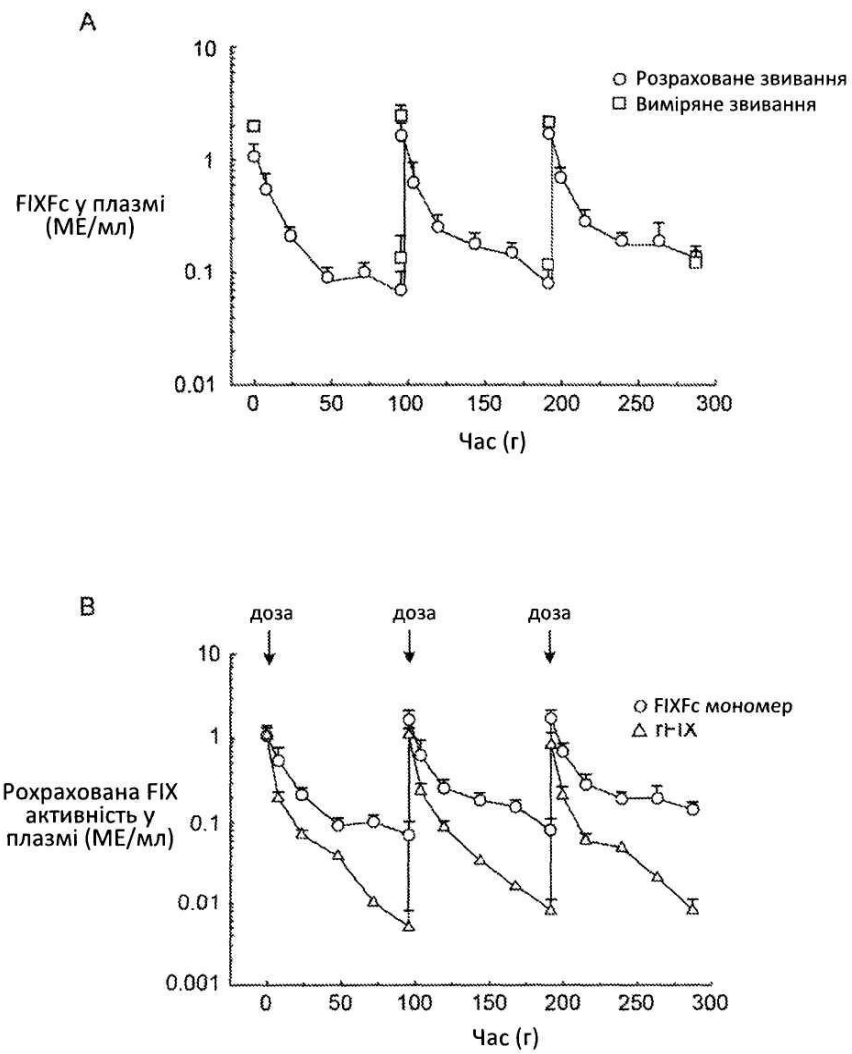 A
10
1
0.1
0.01
FIXFc у плазмі
(МЕ/мл)
Розраховане звивання
Виміряне звивання
0 50 100 150 200 250 300
Час (г)
B
доза доза доза
10
1
0.1
0.01
0.001
Рохрахована FIX
активність у
плазмі (МЕ/мл)
FIXFc мономер
rFIX
0 50 100 150 200 250 300
Час (г)